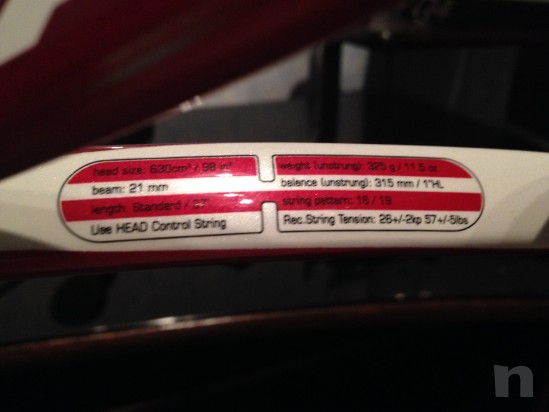 head size: 630cm² / 98 in²
beam: 21 mm
length: Standard / 27"
Use HEAD Control String
weight (unstrung): 325 g / 11.5 oz
balance (unstrung): 315 mm / 1"HL
string pattern: 16 / 19
Rec.String Tension: 26+/-2kp 57+/-5lbs
n